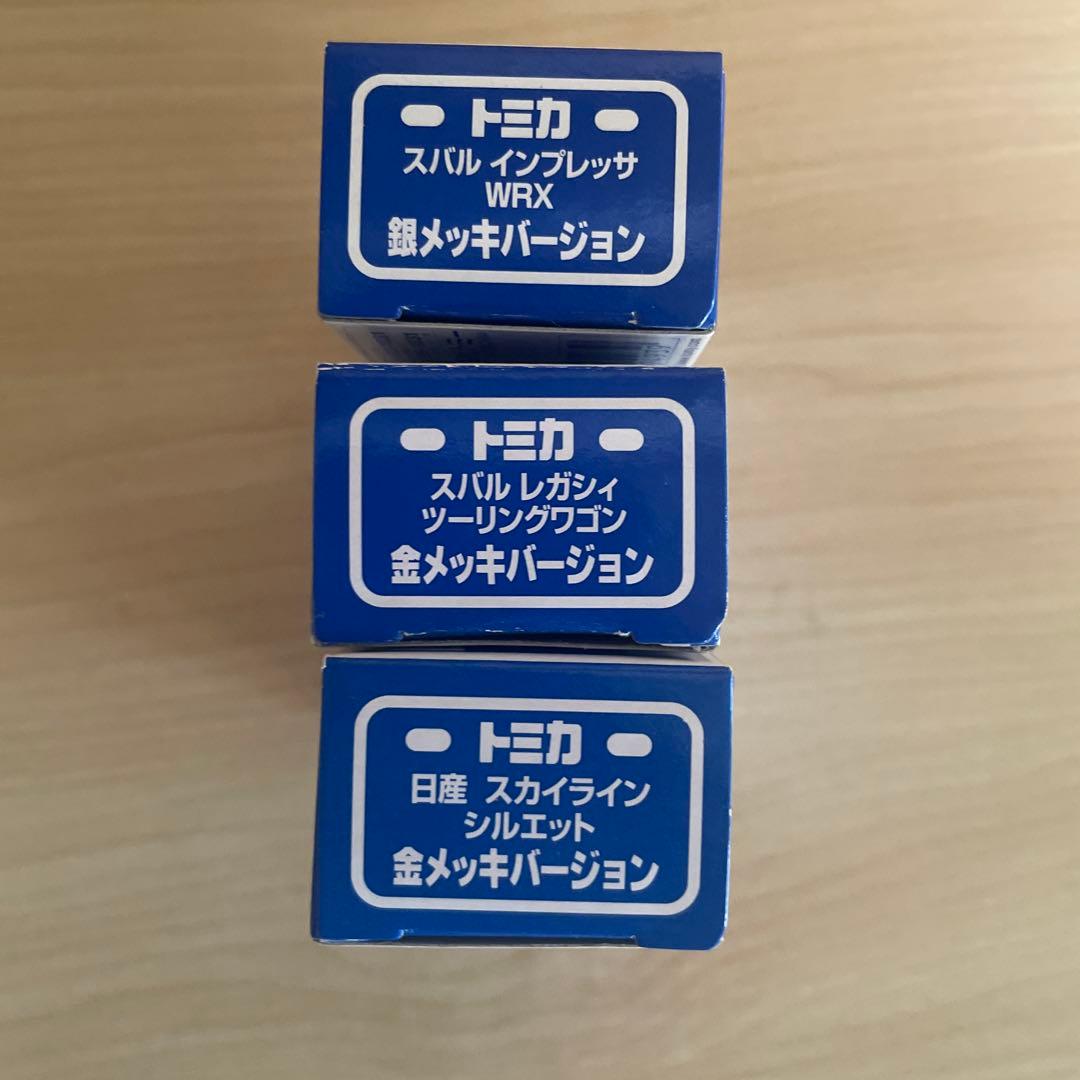 トミカ
スバル インプレッサ
WRX
銀メッキバージョン
トミカ
スバル レガシィ
ツーリングワゴン
金メッキバージョン
トミカ
日産 スカイライン
シルエット
金メッキバージョン